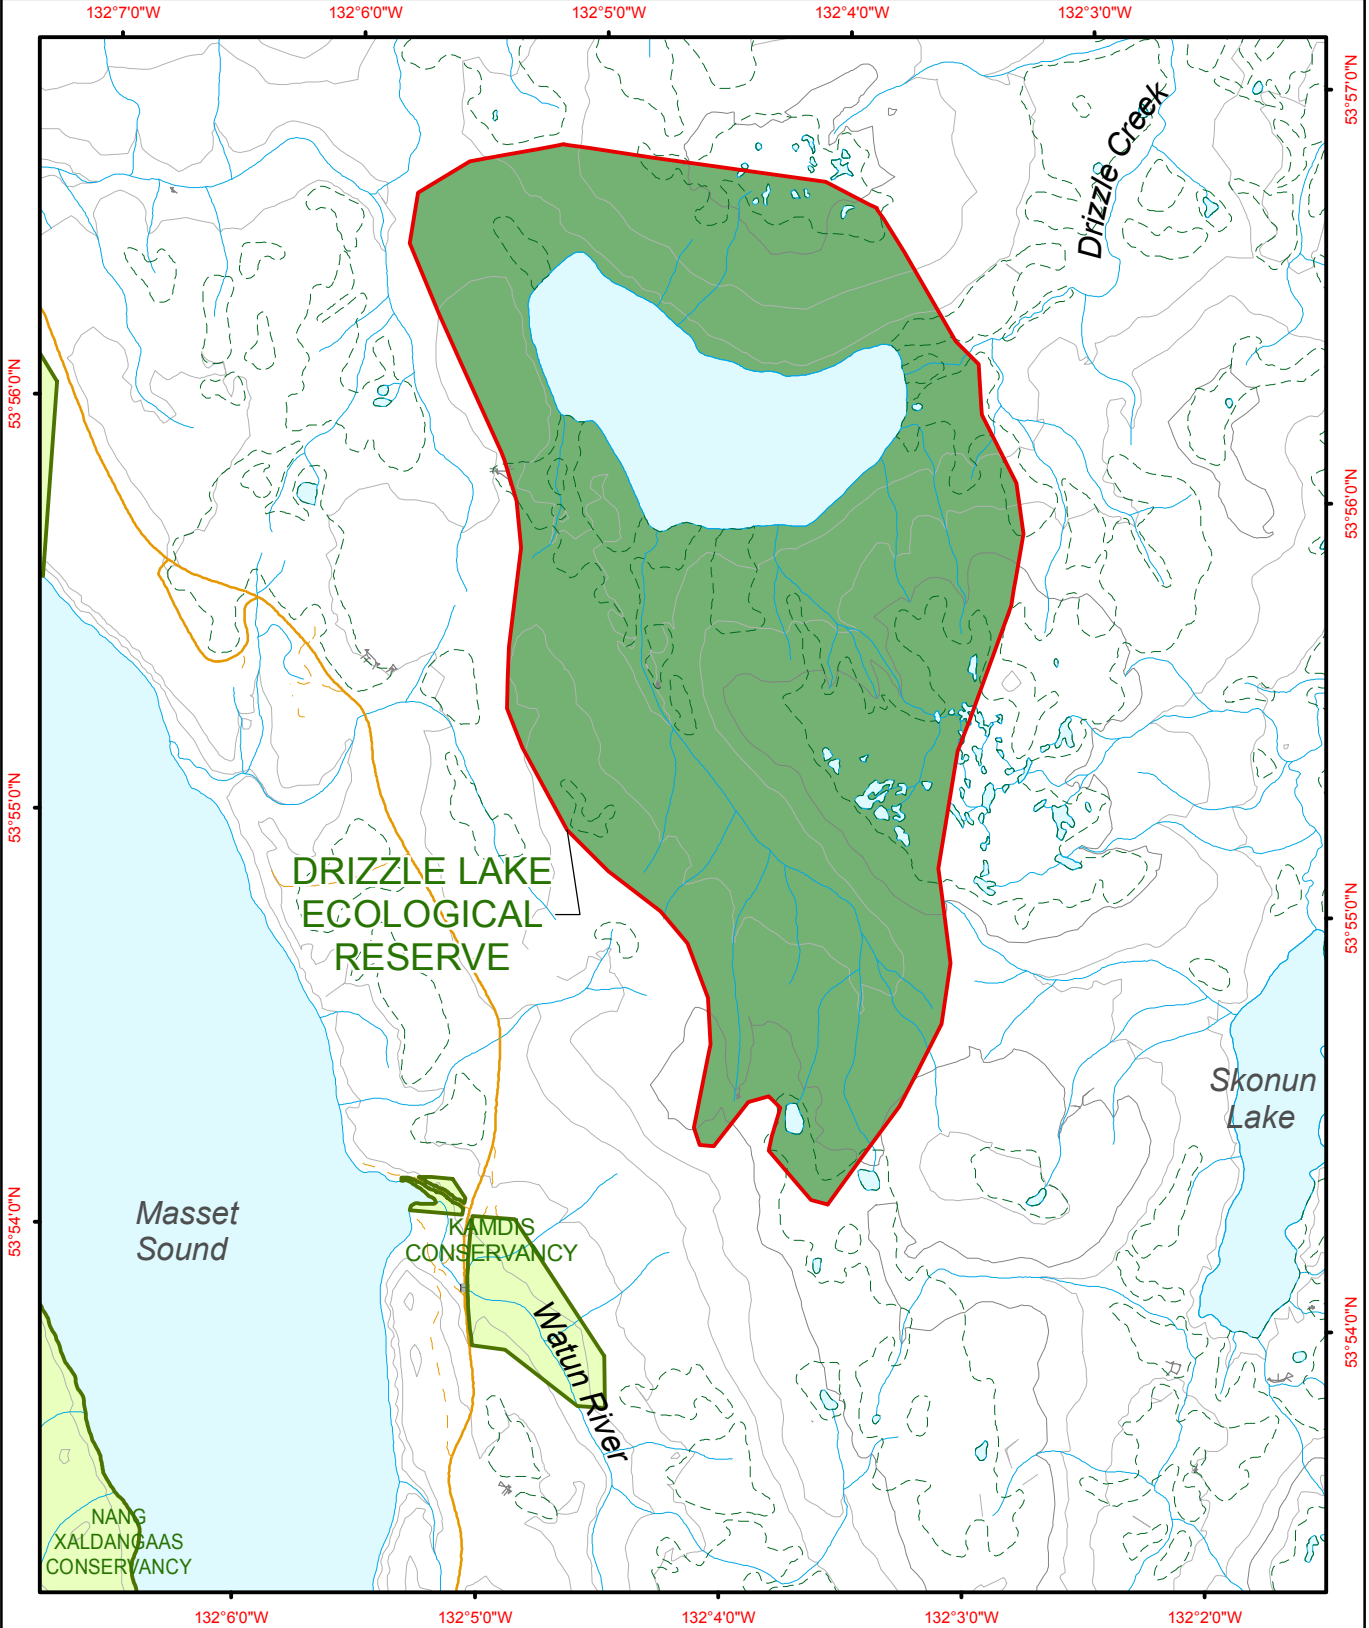 132°7'0"W
132°6'0"W
132°5'0"W
132°4'0"W
132°3'0"W
53°57'0"N
Drizzle Creek
53°56'0"N
53°56'0"N
53°55'0"N
DRIZZLE LAKE
ECOLOGICAL
RESERVE
53°55'0"N
Skonun
Lake
Masset
Sound
53°54'0"N
KAMDIS
CONSERVANCY
Watun River
53°54'0"N
NANG
XALDANGAAS
CONSERVANCY
132°6'0"W
132°5'0"W
132°4'0"W
132°3'0"W
132°2'0"W